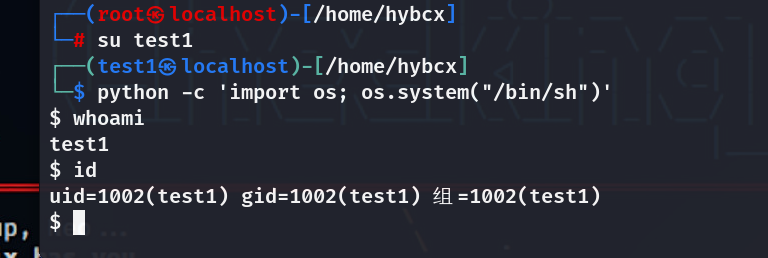 ┌──(root㉿localhost)-[/home/hybcx]
└─# su test1
┌──(test1㉿localhost)-[/home/hybcx]
└─$ python -c 'import os; os.system("/bin/sh")'
$ whoami
test1
$ id
uid=1002(test1) gid=1002(test1) 组=1002(test1)
$
up,